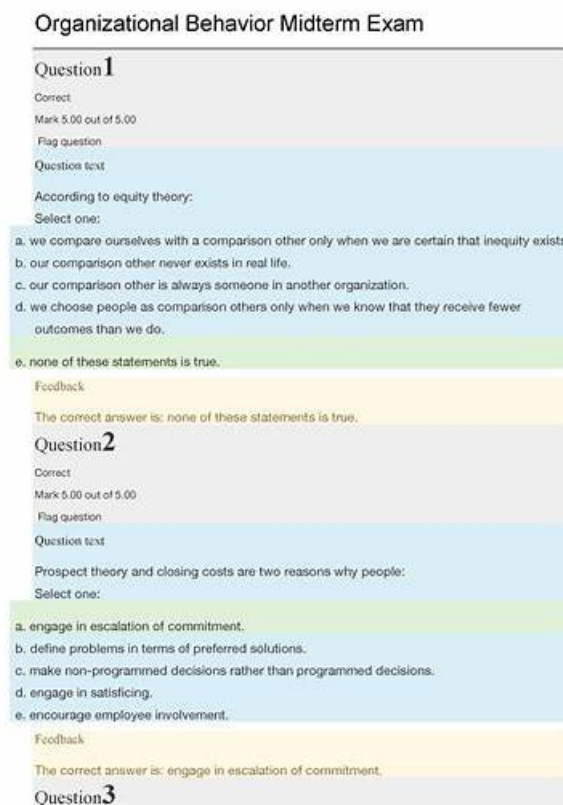 Organizational Behavior Midterm Exam
Question1
Correct
Mark 5.00 out of 5.00
Flag question
Question text
According to equity theory:
Select one:
a. we compare ourselves with a comparison other only when we are certain that inequity exists
b. our comparison other never exists in real life.
c. our comparison other is always someone in another organization.
d. we choose people as comparison others only when we know that they receive fewer
outcomes than we do.
e. none of these statements is true.
Feedback
The correct answer is: none of these statements is true.
Question2
Correct
Mark 5.00 out of 5.00
Flag question
Question text
Prospect theory and closing costs are two reasons why people:
Select one:
a. engage in escalation of commitment.
b. define problems in terms of preferred solutions.
c. make non-programmed decisions rather than programmed decisions.
d. engage in satisficing.
e. encourage employee involvement.
Feedback
The correct answer is: engage in escalation of commitment.
Question3